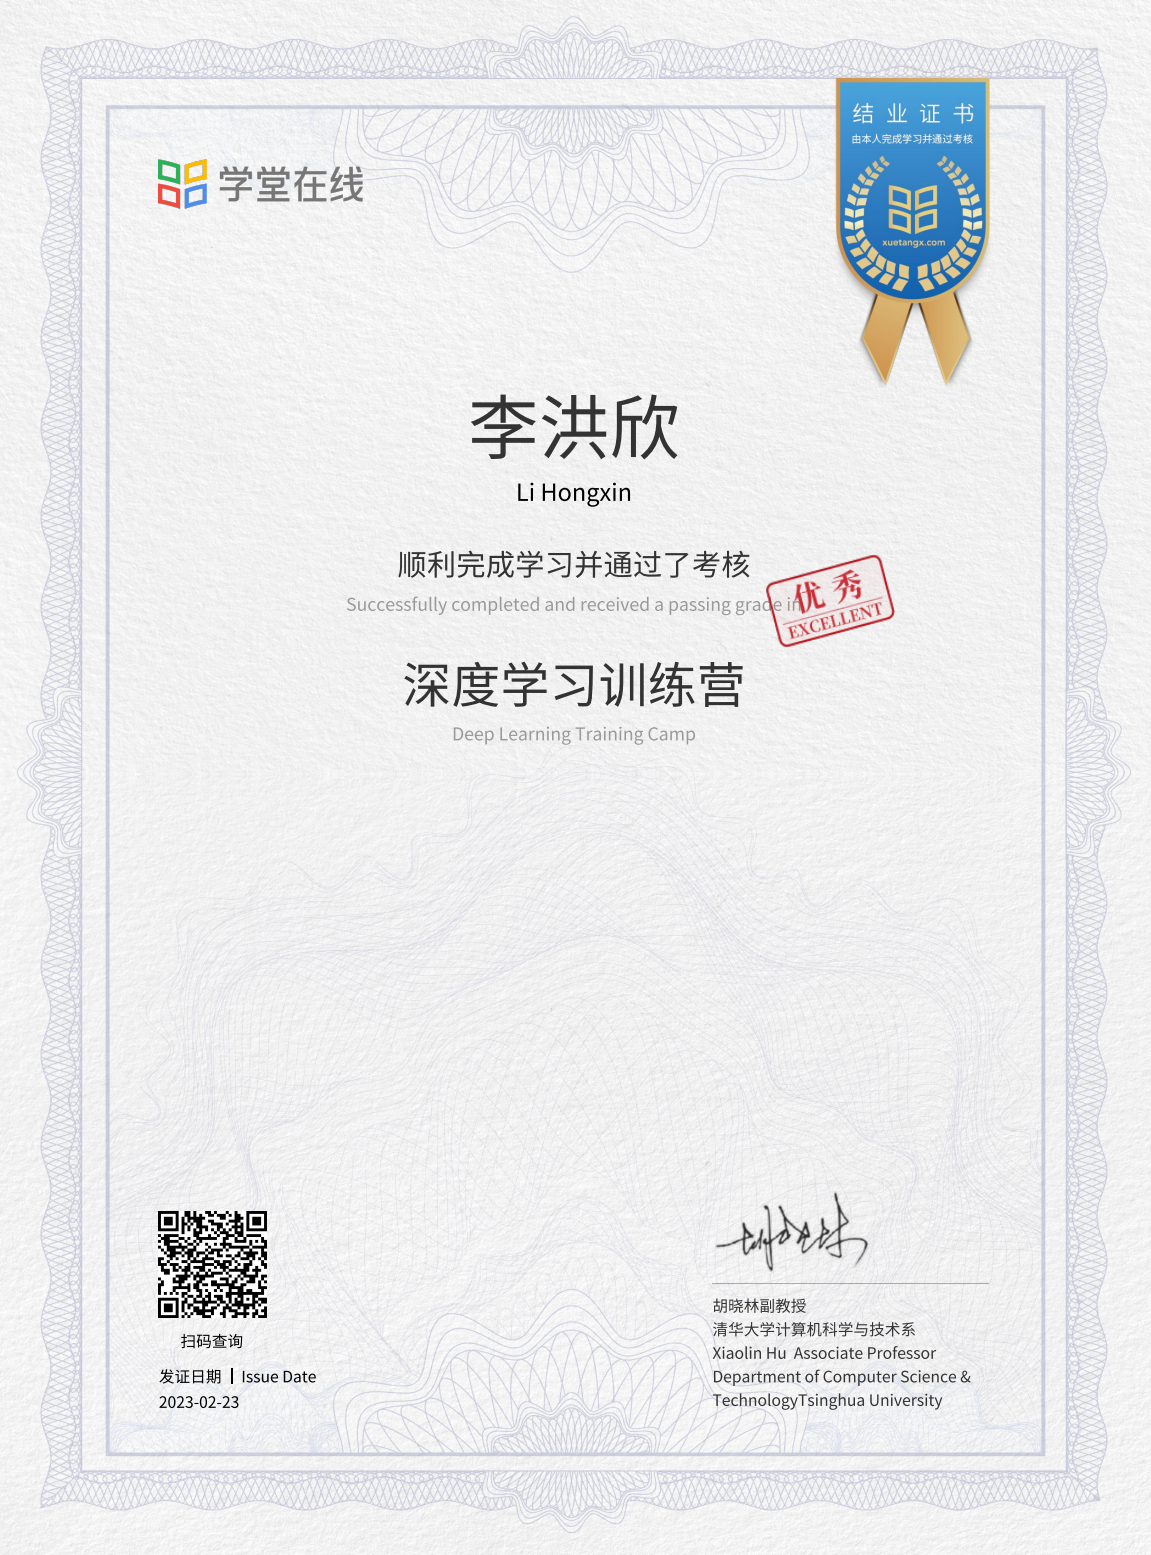 学堂在线
结业证书
由本人完成学习并通过考核
xuetangx.com
李洪欣
Li Hongxin
顺利完成学习并通过了考核
Successfully completed and received a passing grade in
优秀
EXCELLENT
深度学习训练营
Deep Learning Training Camp
扫码查询
发证日期 | Issue Date
2023-02-23
胡晓林
胡晓林副教授
清华大学计算机科学与技术系
Xiaolin Hu Associate Professor
Department of Computer Science &
TechnologyTsinghua University